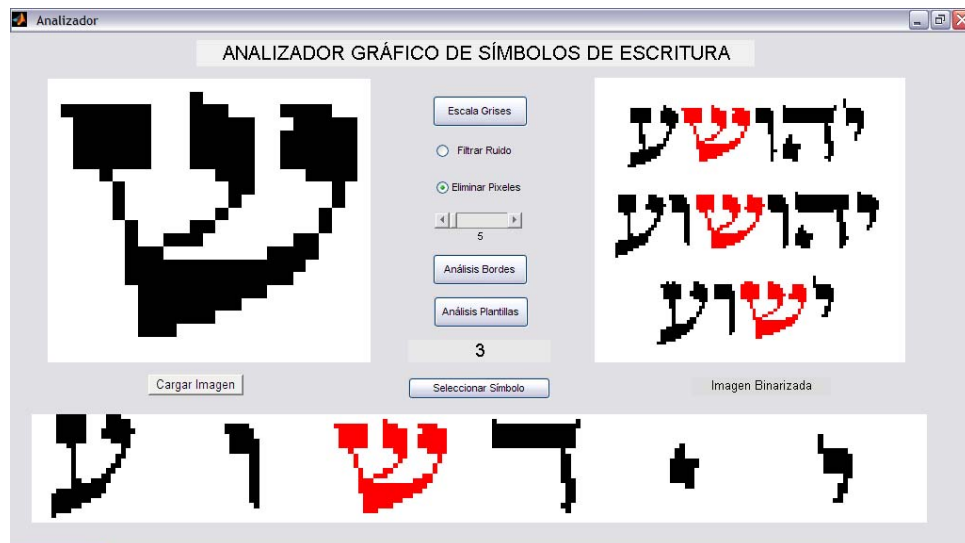 Analizador
ANALIZADOR GRÁFICO DE SÍMBOLOS DE ESCRITURA
ש
Escala Grises
Filtrar Ruido
Eliminar Pixeles
5
Análisis Bordes
Análisis Plantillas
3
Seleccionar Símbolo
Cargar Imagen
יהושע
יהושוע
ישוע
Imagen Binarizada
י ש ו ע